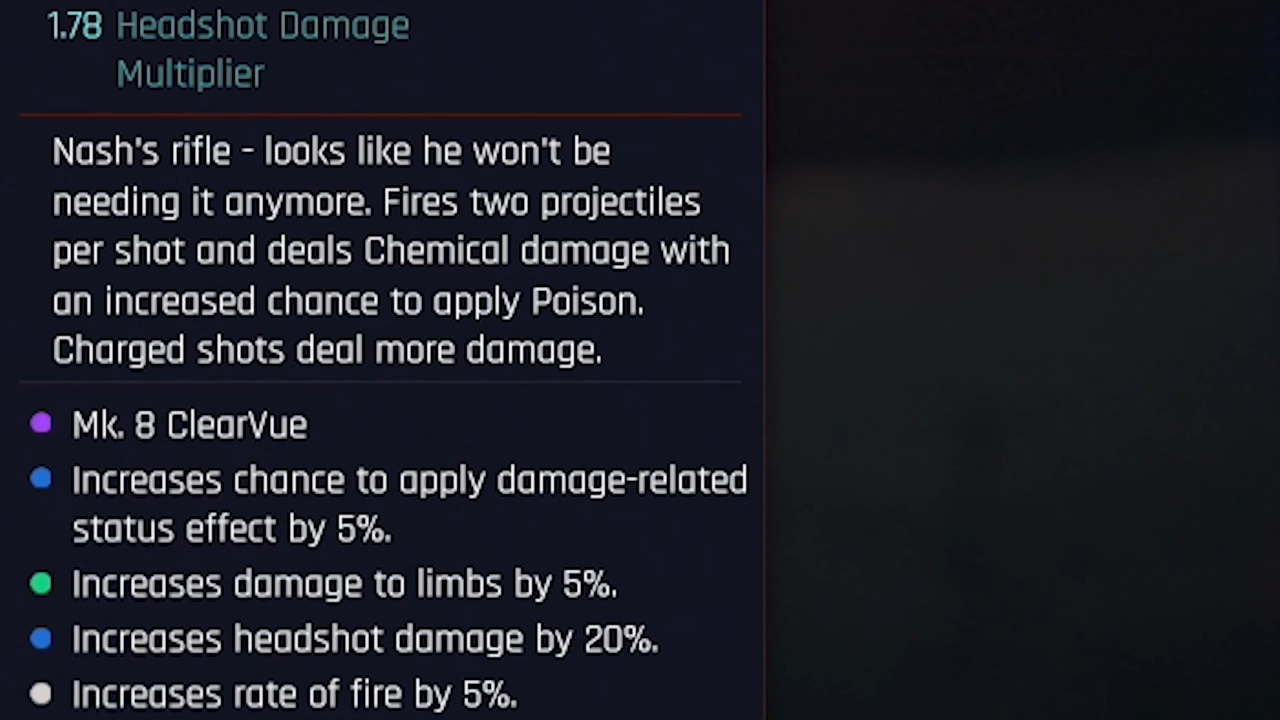 1.78 Headshot Damage
Multiplier
Nash's rifle - looks like he won't be
needing it anymore. Fires two projectiles
per shot and deals Chemical damage with
an increased chance to apply Poison.
Charged shots deal more damage.
Mk. 8 ClearVue
Increases chance to apply damage-related
status effect by 5%.
Increases damage to limbs by 5%.
Increases headshot damage by 20%.
Increases rate of fire by 5%.